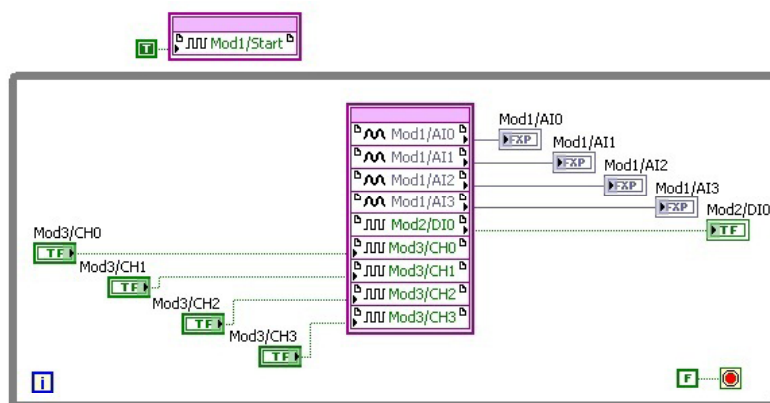 T
Mod1/Start
Mod1/AI0
Mod1/AI1
Mod1/AI2
Mod1/AI3
Mod2/DI0
Mod3/CH0
Mod3/CH1
Mod3/CH2
Mod3/CH3
Mod1/AI0
FXP
Mod1/AI1
FXP
Mod1/AI2
FXP
Mod1/AI3
FXP
Mod2/DI0
TF
Mod3/CH0
TF
Mod3/CH1
TF
Mod3/CH2
TF
Mod3/CH3
TF
i
F